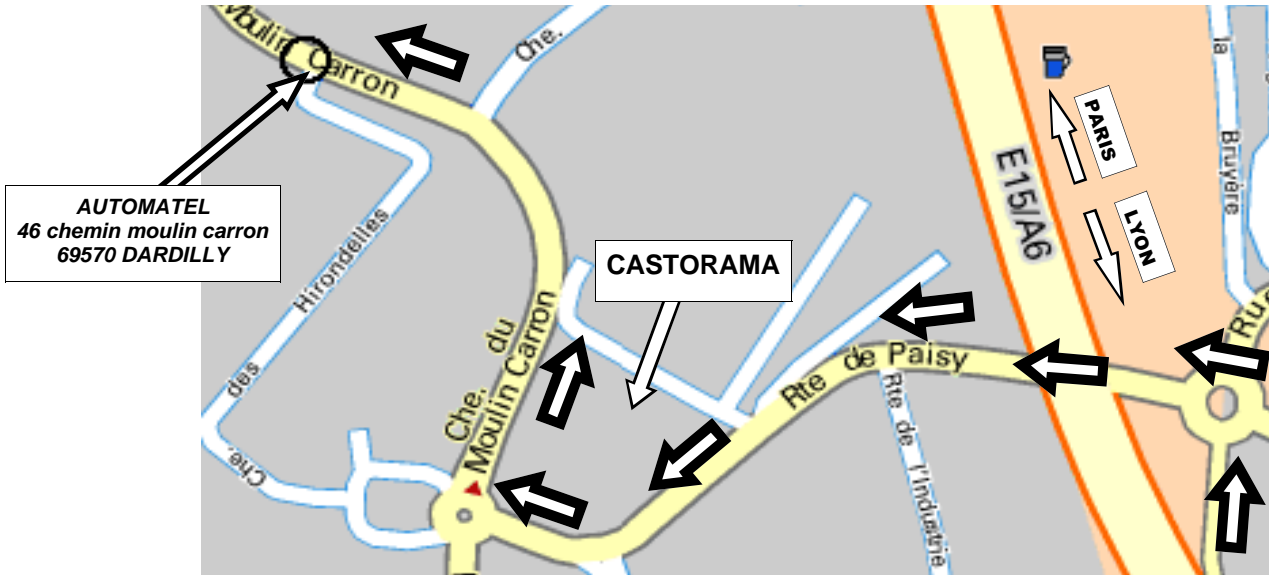 Moulin Carron
Che.
PARIS
la Bruyère
E15/A6
LYON
AUTOMATEL
46 chemin moulin carron
69570 DARDILLY
CASTORAMA
Che. des Hirondelles
Che. du
Moulin Carron
Rte de Paisy
Rte de l'Industrie
Rue